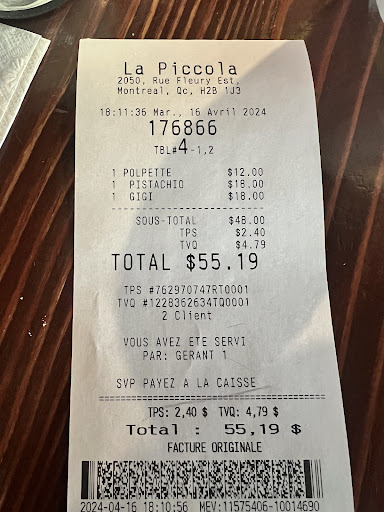 La Piccola
2050, Rue Fleury Est,
Montreal, Qc, H2B 1J3
18:11:36 Mar., 16 Avril 2024
176866
TBL#4-1,2
1 POLPETTE $12.00
1 PISTACHIO $18.00
1 GIGI $18.00
SOUS-TOTAL $48.00
TPS $2.40
TVQ $4.79
TOTAL $55.19
TPS #762970747RT0001
TVQ #1228362634TQ0001
2 Client
VOUS AVEZ ETE SERVI
PAR: GERANT 1
SVP PAYEZ A LA CAISSE
TPS: 2,40 $ TVQ: 4,79 $
Total : 55,19 $
FACTURE ORIGINALE
2024-04-16 18:10:56 MEV:11575406-10014690